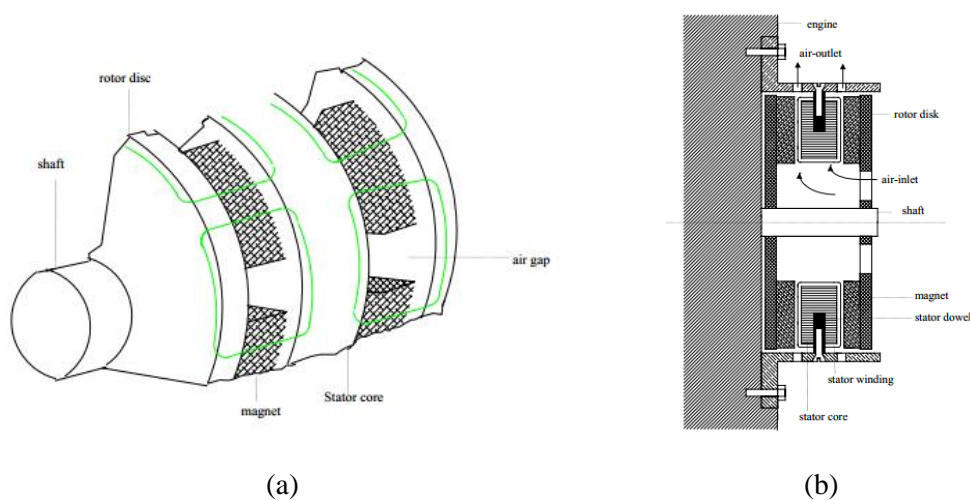 rotor disc
shaft
air gap
magnet
Stator core
(a)
engine
air-outlet
rotor disk
air-inlet
shaft
magnet
stator dowel
stator winding
stator core
(b)